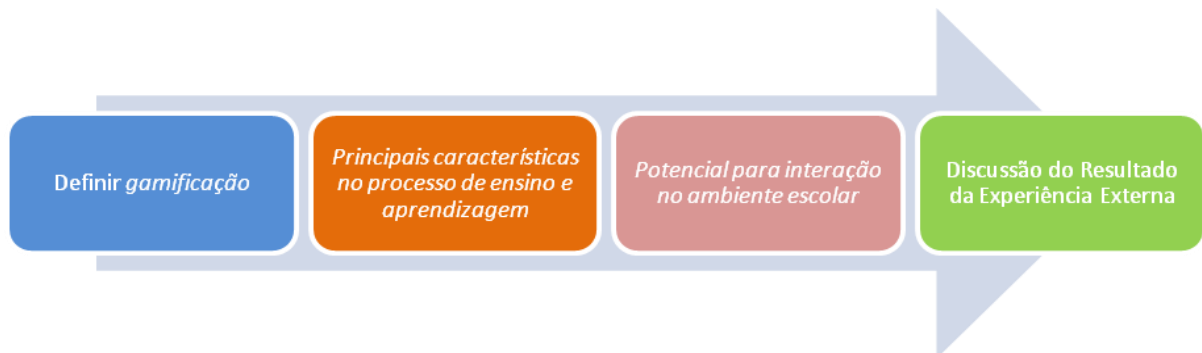 Definir gamificação
Principais características
no processo de ensino e
aprendizagem
Potencial para interação
no ambiente escolar
Discussão do Resultado
da Experiência Externa